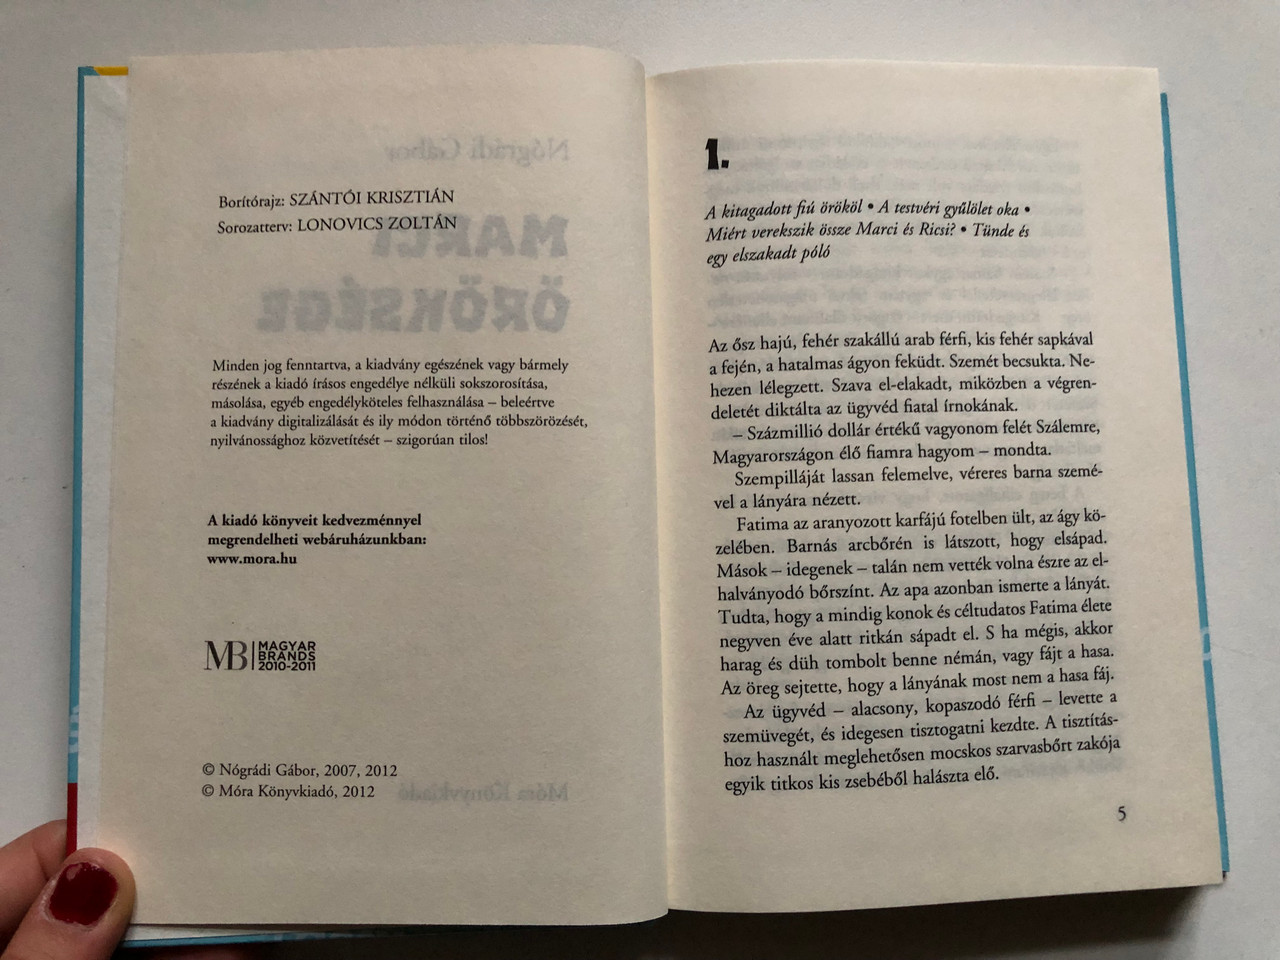 Borítórajz: SZÁNTÓI KRISZTIÁN
Sorozatterv: LONOVICS ZOLTÁN
Nógrádi Gábor
MARCI
ÖRÖKSÉGE
Minden jog fenntartva, a kiadvány egészének vagy bármely
részének a kiadó írásos engedélye nélküli sokszorosítása,
másolása, egyéb engedélyköteles felhasználása – beleértve
a kiadvány digitalizálását és ily módon történő többszörözését,
nyilvánossághoz közvetítését – szigorúan tilos!
A kiadó könyveit kedvezménnyel
megrendelheti webáruházunkban:
www.mora.hu
MB MAGYAR
BRANDS
2010-2011
© Nógrádi Gábor, 2007, 2012
© Móra Könyvkiadó, 2012
Móra Könyvkiadó
1.
A kitagadott fiú örököl • A testvéri gyűlölet oka •
Miért verekszik össze Marci és Ricsi? • Tünde és
egy elszakadt póló
Az ősz hajú, fehér szakállú arab férfi, kis fehér sapkával
a fején, a hatalmas ágyon feküdt. Szemét becsukta. Ne-
hezen lélegzett. Szava el-elakadt, miközben a végren-
deletét diktálta az ügyvéd fiatal írnokának.
– Százmillió dollár értékű vagyonom felét Szálemre,
Magyarországon élő fiamra hagyom – mondta.
Szempilláját lassan felemelve, véreres barna szemé-
vel a lányára nézett.
Fatima az aranyozott karfájú fotelben ült, az ágy kö-
zelében. Barnás arcbőrén is látszott, hogy elsápad.
Mások – idegenek – talán nem vették volna észre az el-
halványodó bőrszínt. Az apa azonban ismerte a lányát.
Tudta, hogy a mindig konok és céltudatos Fatima élete
negyven éve alatt ritkán sápadt el. S ha mégis, akkor
harag és düh tombolt benne némán, vagy fájt a hasa.
Az öreg sejtette, hogy a lányának most nem a hasa fáj.
Az ügyvéd – alacsony, kopaszodó férfi – levette a
szemüvegét, és idegesen tisztogatni kezdte. A tisztítás-
hoz használt meglehetősen mocskos szarvasbőrt zakója
egyik titkos kis zsebéből halászta elő.
5